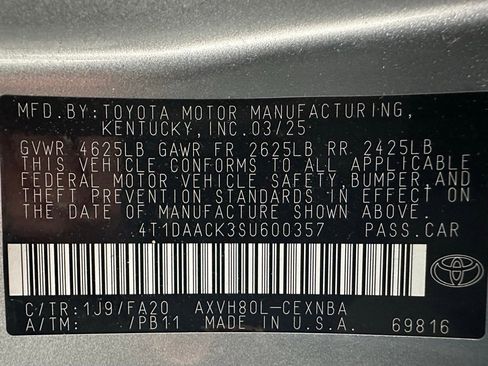 MFD.BY:TOYOTA MOTOR MANUFACTURING,
KENTUCKY,INC.03/25
GVWR 4625LB GAWR FR 2625LB RR 2425LB
THIS VEHICLE CONFORMS TO ALL APPLICABLE
FEDERAL MOTOR VEHICLE SAFETY,BUMPER,AND
THEFT PREVENTION STANDARDS IN EFFECT ON
THE DATE OF MANUFACTURE SHOWN ABOVE.
4T1DAACK3SU600357 PASS.CAR
C/TR:1J9/FA20 AXVH80L-CEXNBA
A/TM: /PB11 MADE IN U.S.A. 69816